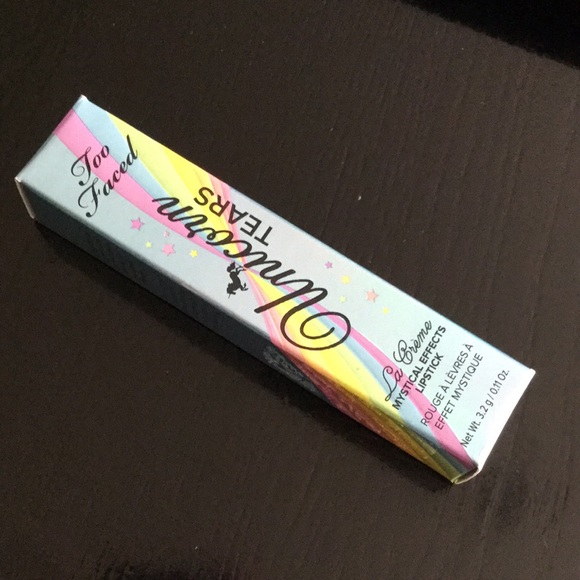 Too
Faced
Unicorn
TEARS
La Crème
MYSTICAL EFFECTS
LIPSTICK
ROUGE À LÈVRES À
EFFET MYSTIQUE
Net Wt. 3.2 g / 0.11 Oz.